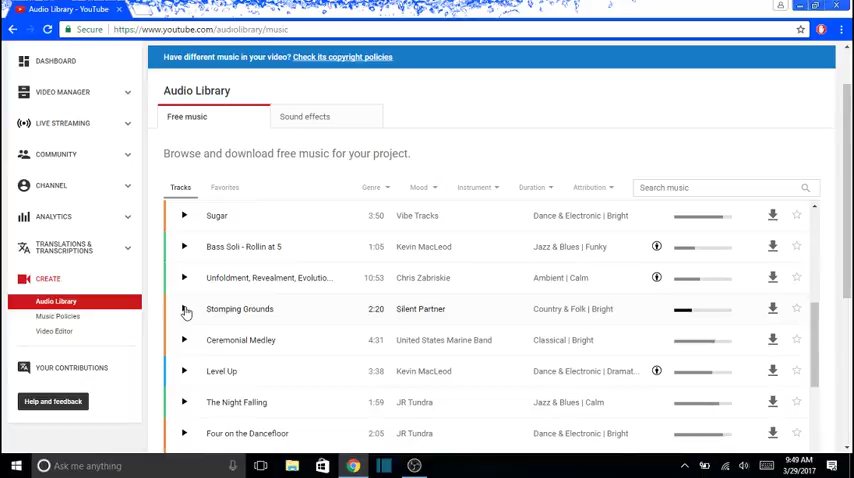 Audio Library - YouTube
Secure
https://www.youtube.com/audiolibrary/music
DASHBOARD
VIDEO MANAGER
LIVE STREAMING
COMMUNITY
CHANNEL
ANALYTICS
TRANSLATIONS &
TRANSCRIPTIONS
CREATE
Audio Library
Music Policies
Video Editor
YOUR CONTRIBUTIONS
Help and feedback
Have different music in your video? Check its copyright policies
Audio Library
Free music
Sound effects
Browse and download free music for your project.
Tracks Favorites Genre Mood Instrument Duration Attribution Search music
Sugar 3:50 Vibe Tracks Dance & Electronic | Bright
Bass Soli - Rollin at 5 1:05 Kevin MacLeod Jazz & Blues | Funky
Unfoldment, Revealment, Evolutio... 10:53 Chris Zabriskie Ambient | Calm
Stomping Grounds 2:20 Silent Partner Country & Folk | Bright
Ceremonial Medley 4:31 United States Marine Band Classical | Bright
Level Up 3:38 Kevin MacLeod Dance & Electronic | Dramat...
The Night Falling 1:59 JR Tundra Jazz & Blues | Calm
Four on the Dancefloor 2:05 JR Tundra Dance & Electronic | Bright
Ask me anything
9:49 AM
3/29/2017